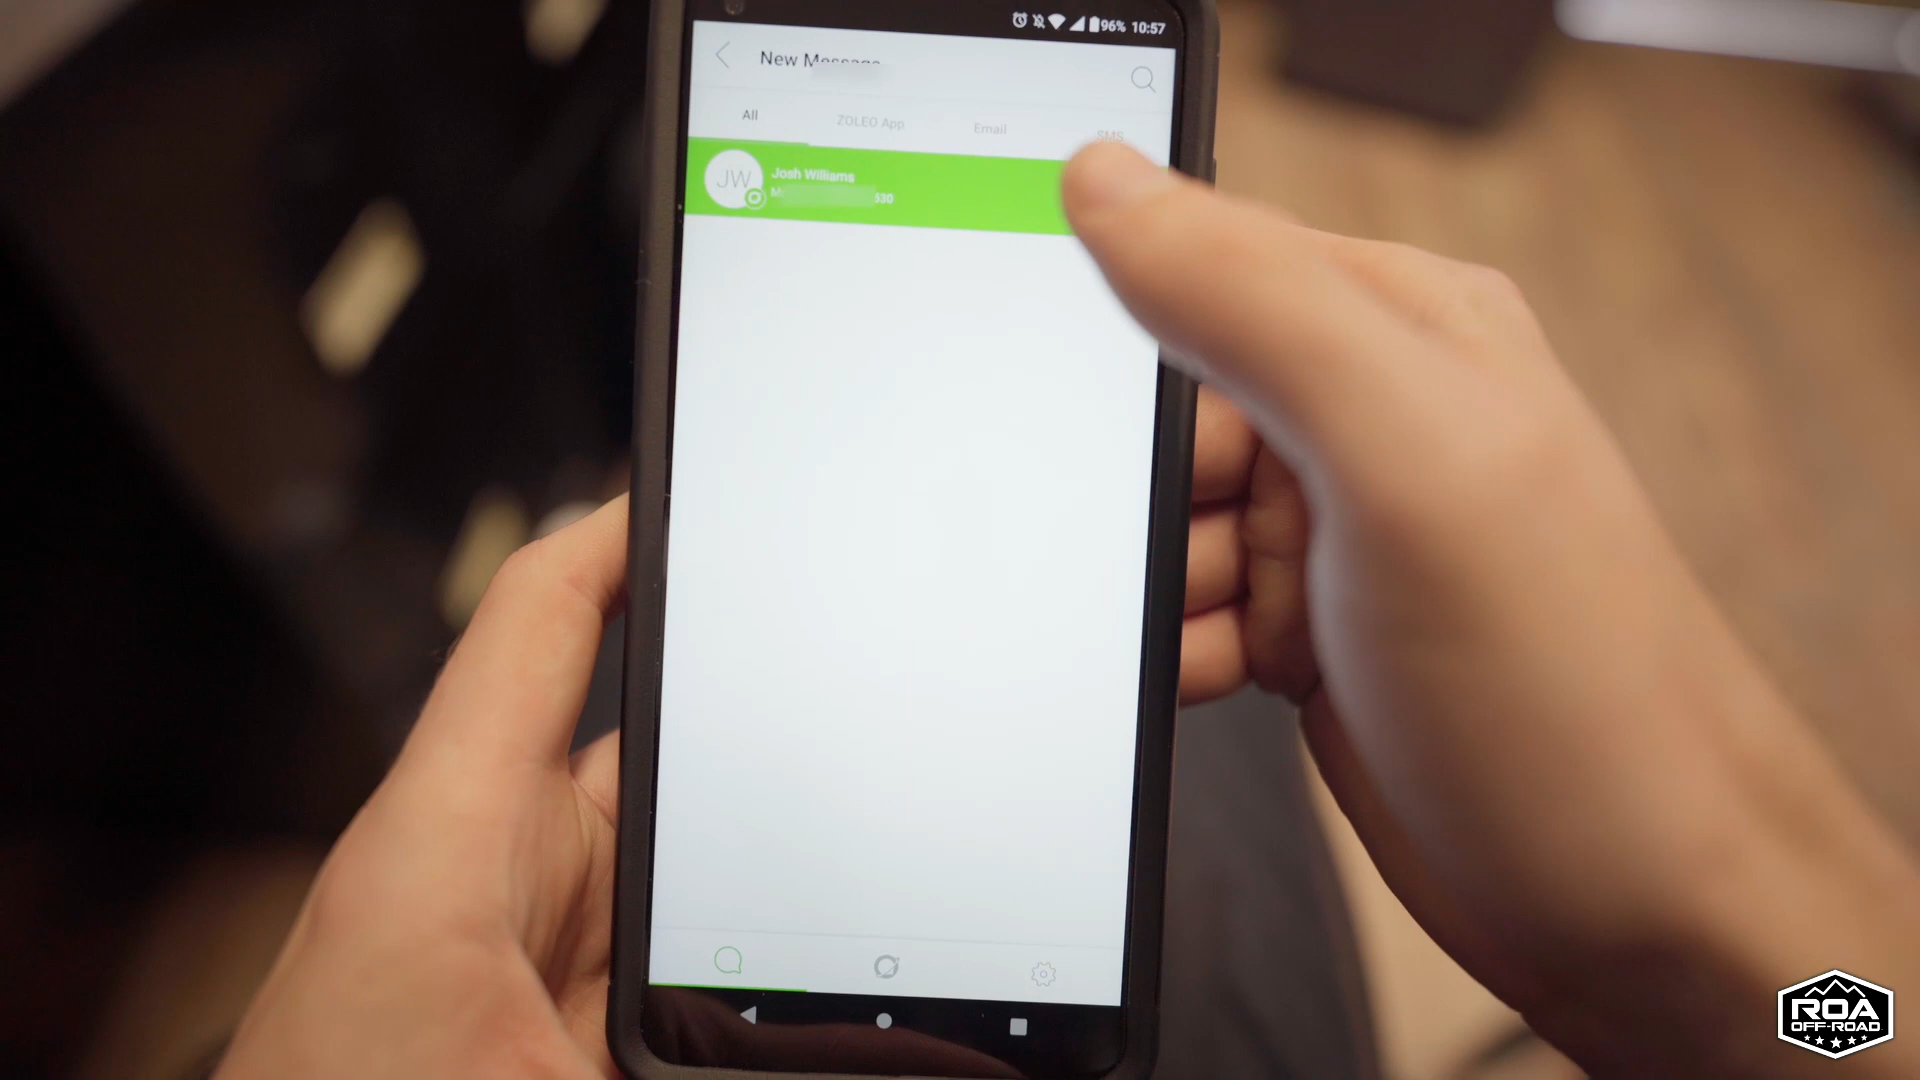 96% 10:57
New Message
All ZOLEO App Email SMS
JW
Josh Williams
M 530
ROA
OFF-ROAD